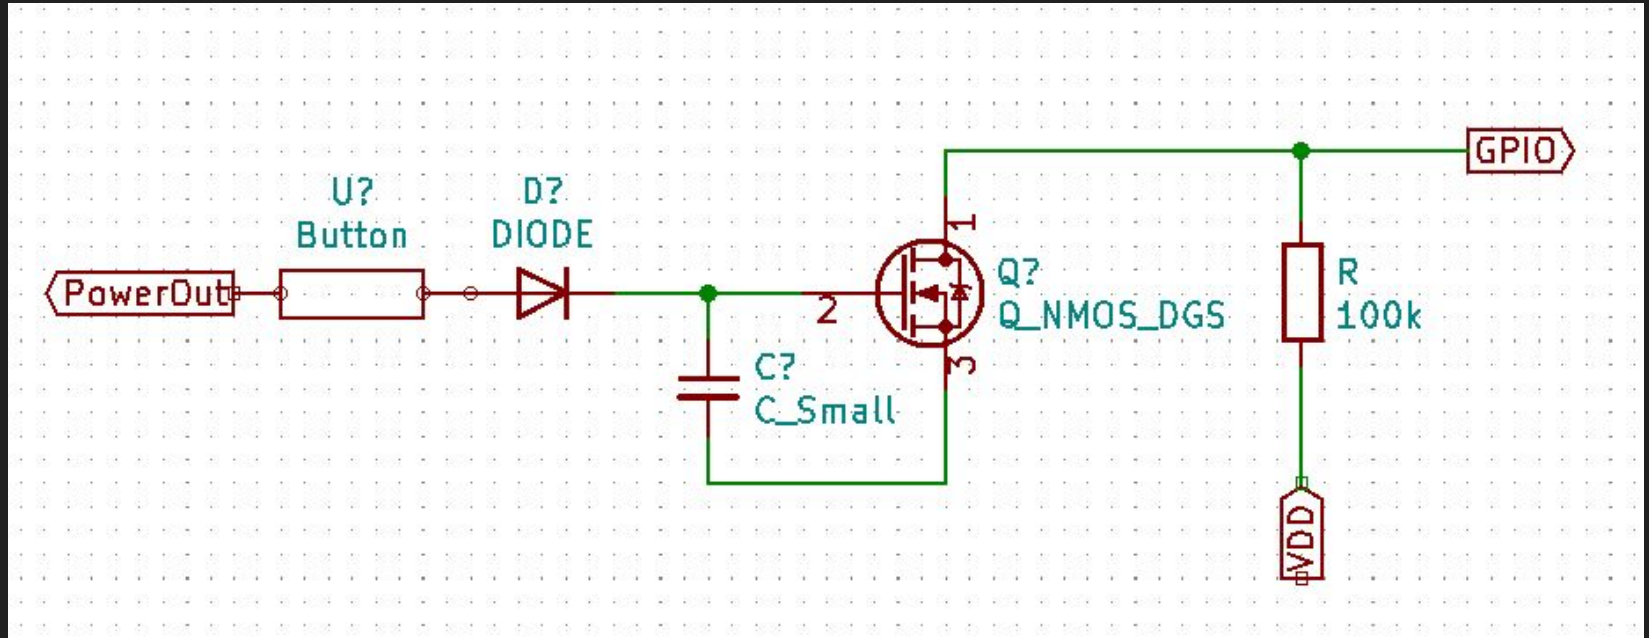 GPIO
U?
Button
D?
DIODE
PowerOut
1
2
3
Q?
Q_NMOS_DGS
R
100k
C?
C_Small
VDD